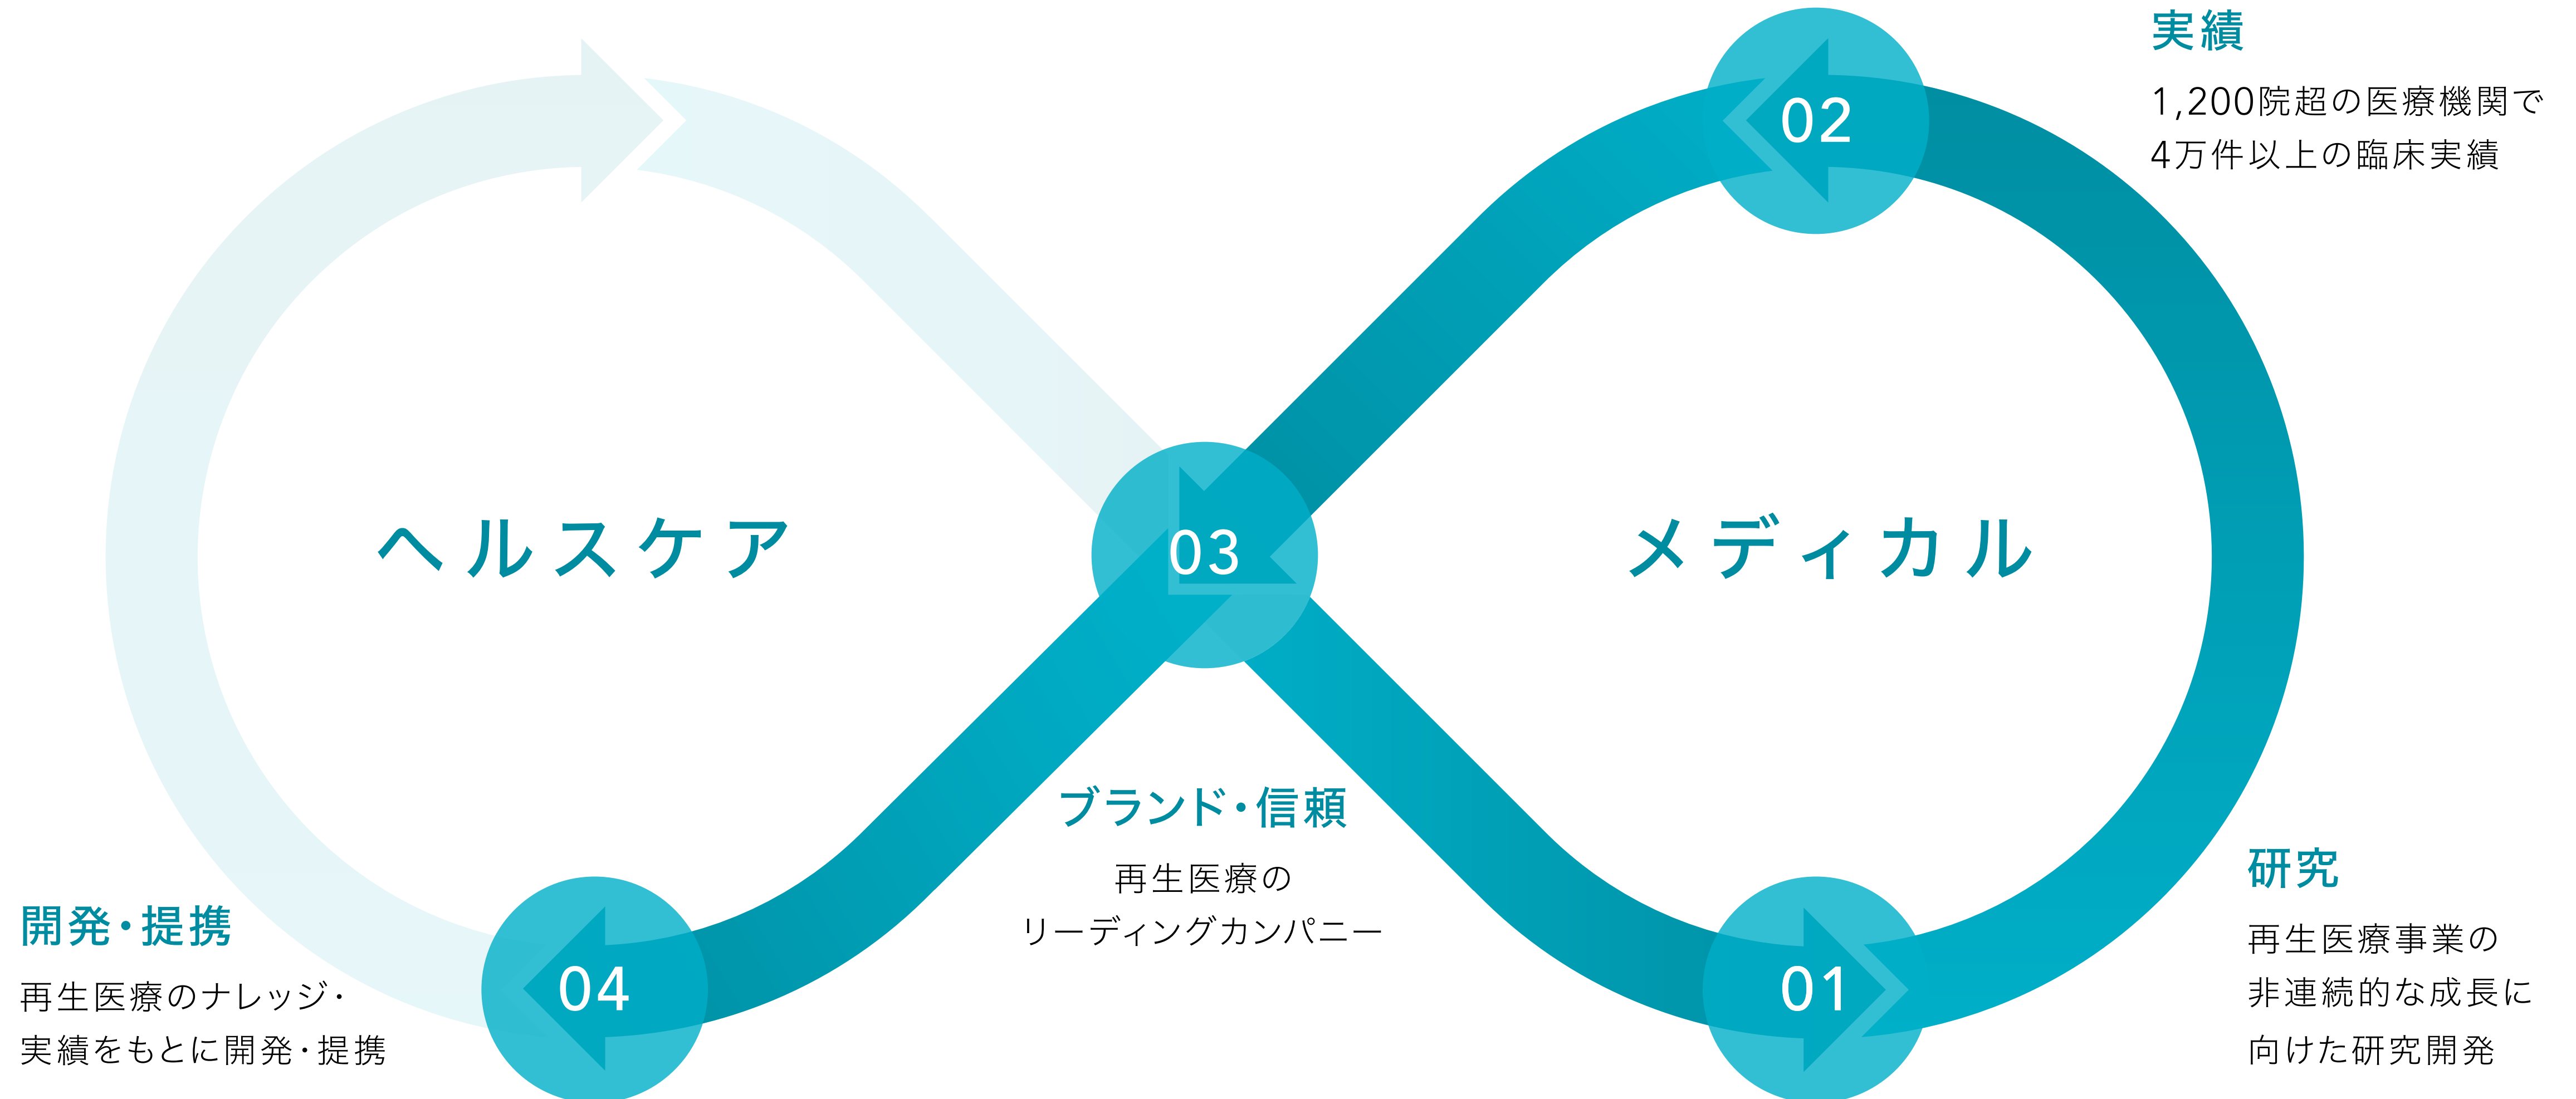 実績
1,200院超の医療機関で
4万件以上の臨床実績
02
ヘルスケア
メディカル
03
ブランド・信頼
再生医療の
リーディングカンパニー
研究
再生医療事業の
非連続的な成長に
向けた研究開発
01
開発・提携
再生医療のナレッジ・
実績をもとに開発・提携
04